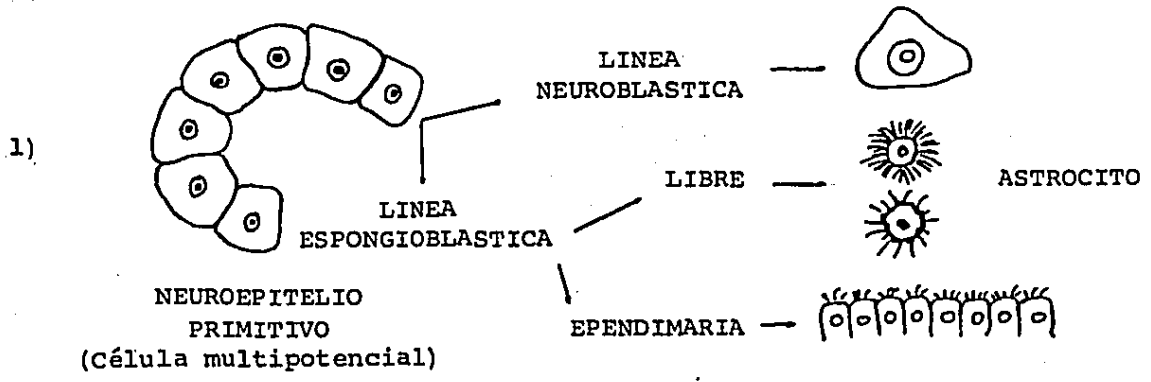 1)
LINEA
NEUROBLASTICA
LIBRE
ASTROCITO
LINEA
ESPONGIOBLASTICA
NEUROEPITELIO
PRIMITIVO
(Célula multipotencial)
EPENDIMARIA